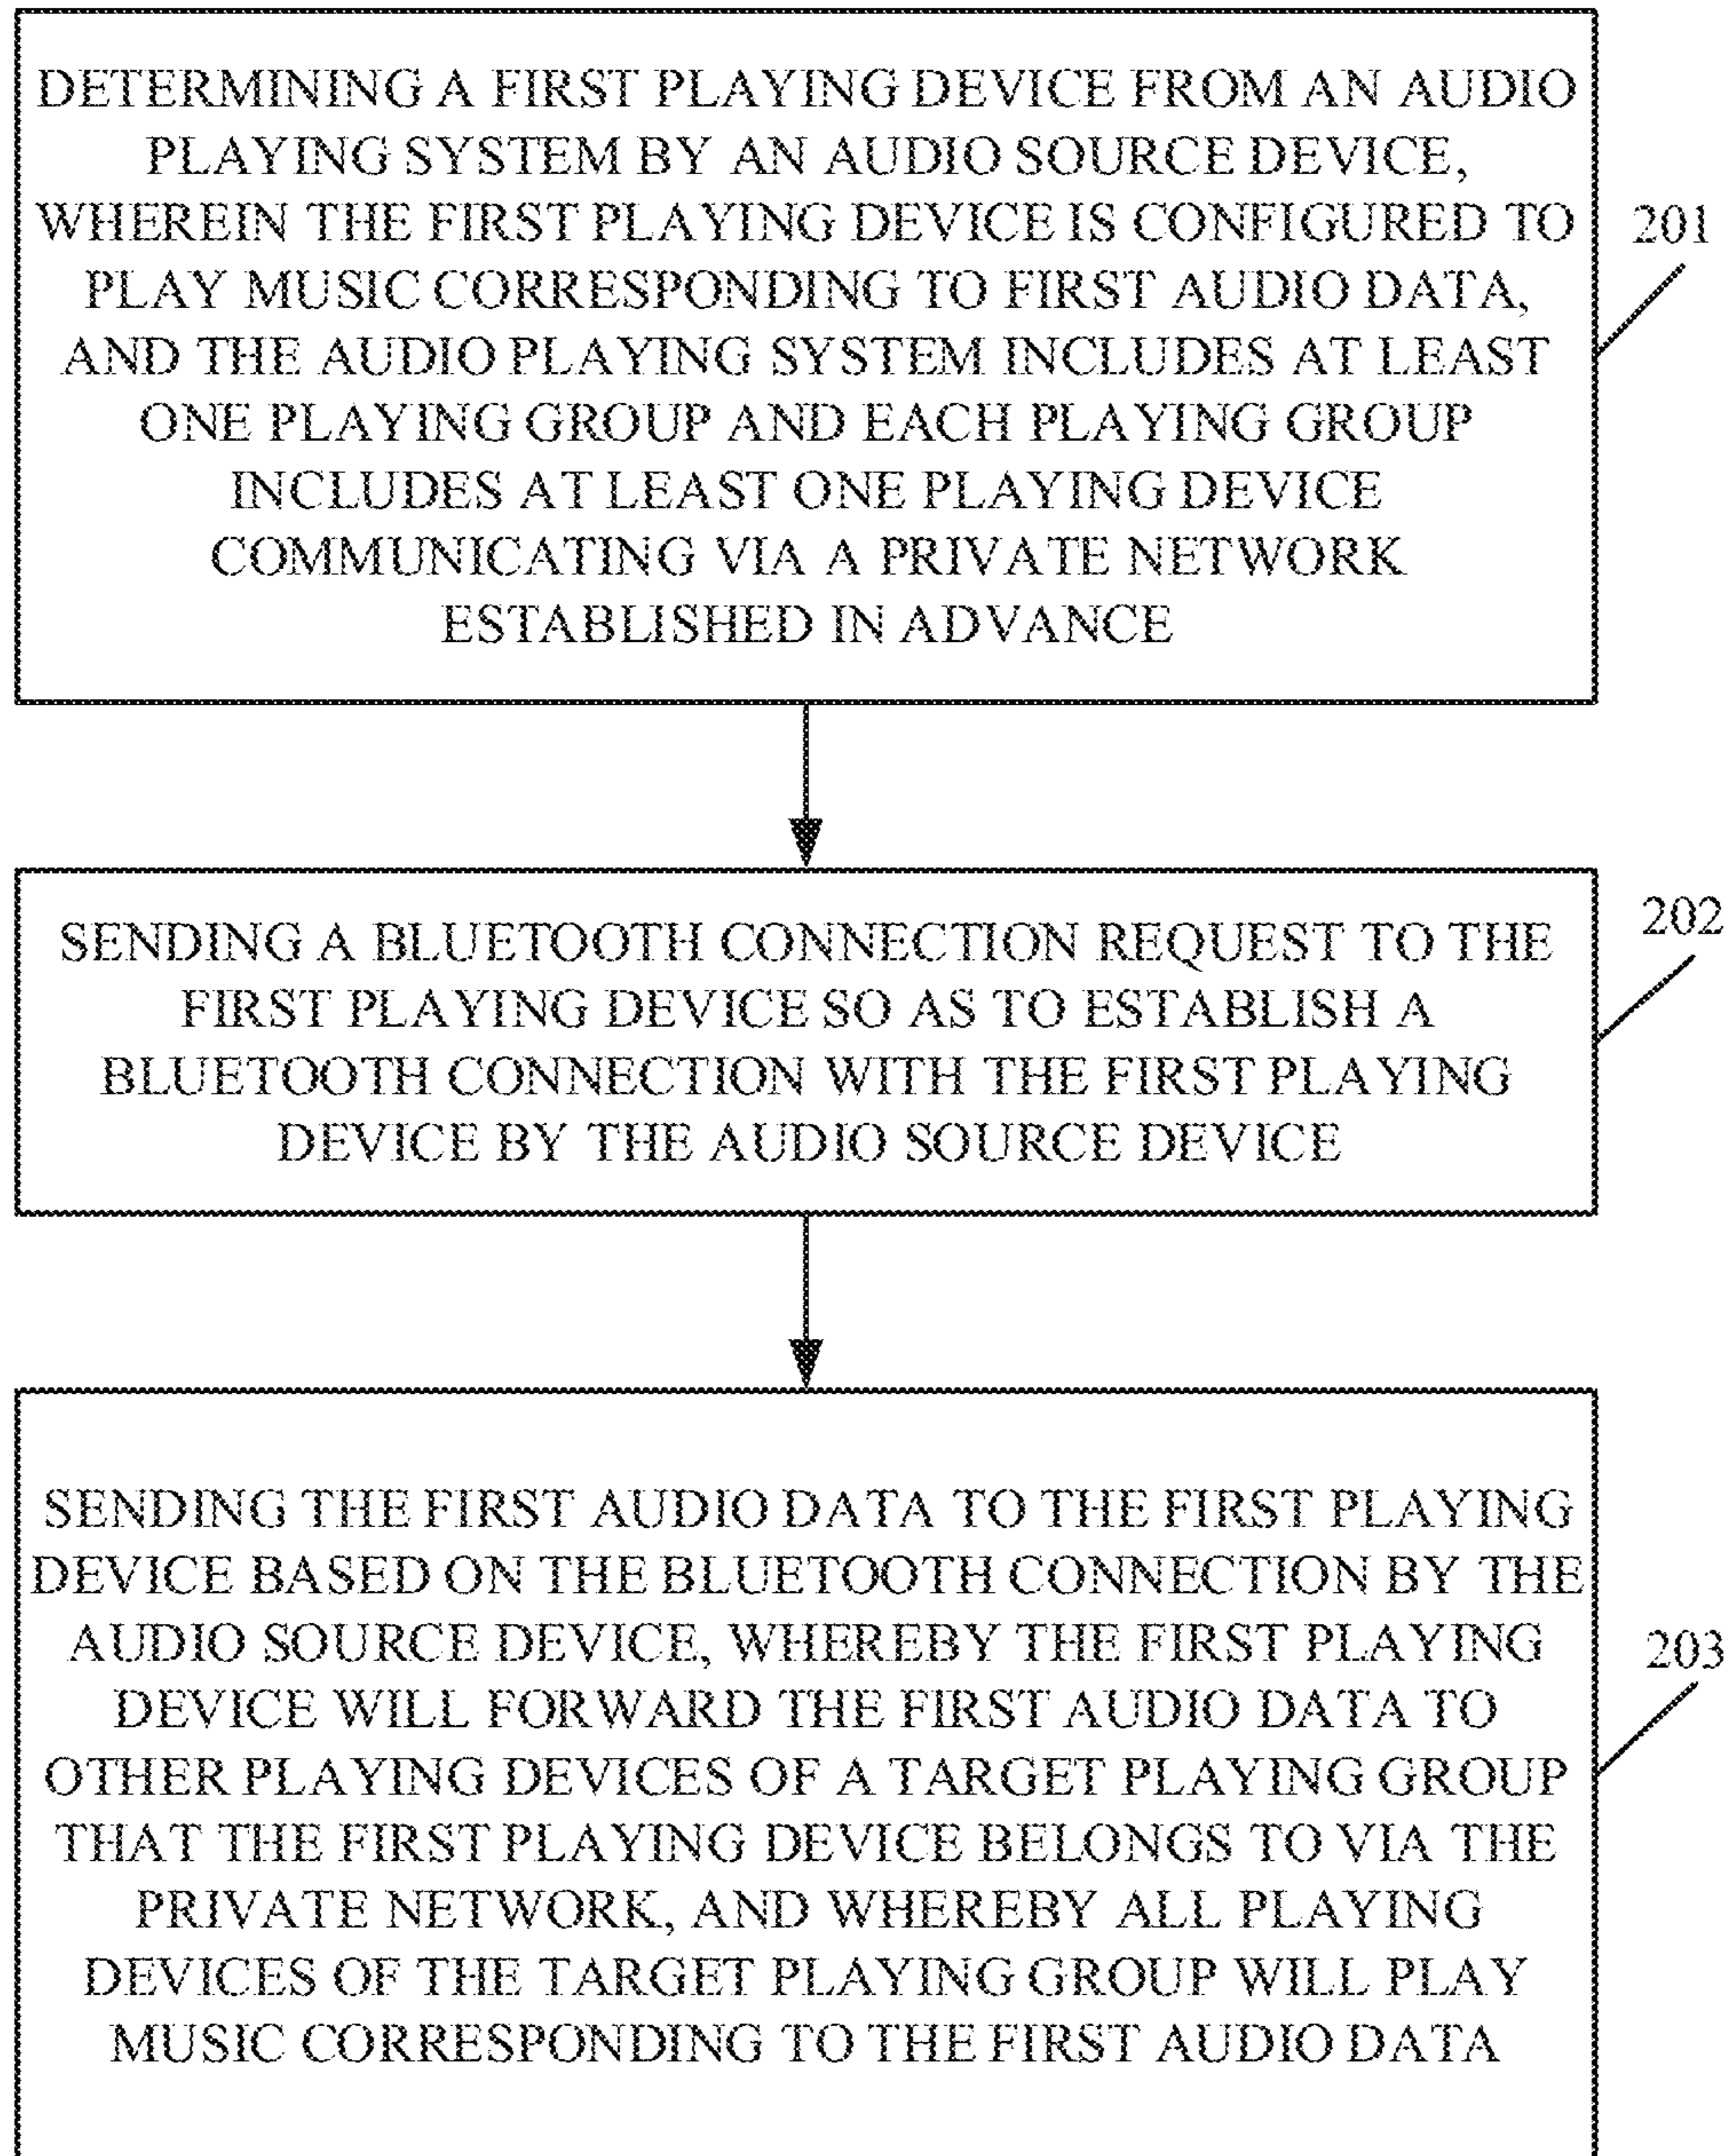 DETERMINING A FIRST PLAYING DEVICE FROM AN AUDIO
PLAYING SYSTEM BY AN AUDIO SOURCE DEVICE,
WHEREIN THE FIRST PLAYING DEVICE IS CONFIGURED TO
PLAY MUSIC CORRESPONDING TO FIRST AUDIO DATA,
AND THE AUDIO PLAYING SYSTEM INCLUDES AT LEAST
ONE PLAYING GROUP AND EACH PLAYING GROUP
INCLUDES AT LEAST ONE PLAYING DEVICE
COMMUNICATING VIA A PRIVATE NETWORK
ESTABLISHED IN ADVANCE
201
SENDING A BLUETOOTH CONNECTION REQUEST TO THE
FIRST PLAYING DEVICE SO AS TO ESTABLISH A
BLUETOOTH CONNECTION WITH THE FIRST PLAYING
DEVICE BY THE AUDIO SOURCE DEVICE
202
SENDING THE FIRST AUDIO DATA TO THE FIRST PLAYING
DEVICE BASED ON THE BLUETOOTH CONNECTION BY THE
AUDIO SOURCE DEVICE, WHEREBY THE FIRST PLAYING
DEVICE WILL FORWARD THE FIRST AUDIO DATA TO
OTHER PLAYING DEVICES OF A TARGET PLAYING GROUP
THAT THE FIRST PLAYING DEVICE BELONGS TO VIA THE
PRIVATE NETWORK, AND WHEREBY ALL PLAYING
DEVICES OF THE TARGET PLAYING GROUP WILL PLAY
MUSIC CORRESPONDING TO THE FIRST AUDIO DATA
203